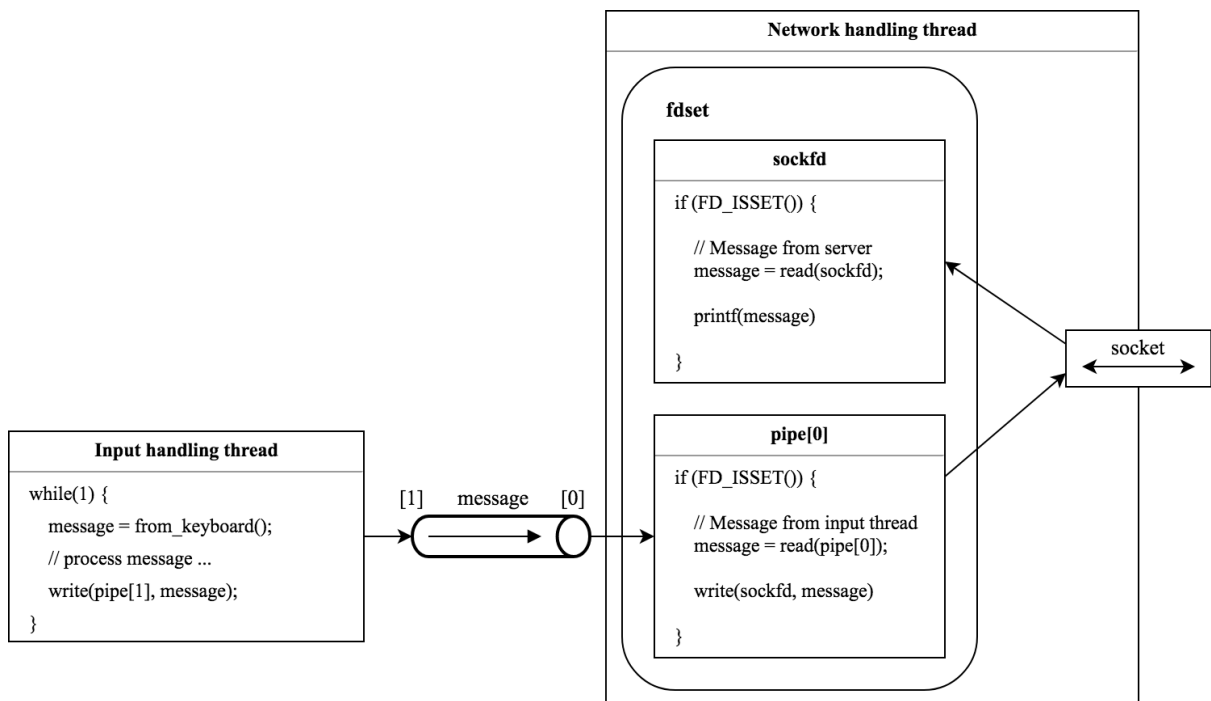 Network handling thread
fdset
sockfd
if (FD_ISSET()) {
// Message from server
message = read(sockfd);
printf(message)
}
socket
pipe[0]
if (FD_ISSET()) {
// Message from input thread
message = read(pipe[0]);
write(sockfd, message)
}
Input handling thread
while(1) {
message = from_keyboard();
// process message ...
write(pipe[1], message);
}
[1] message [0]